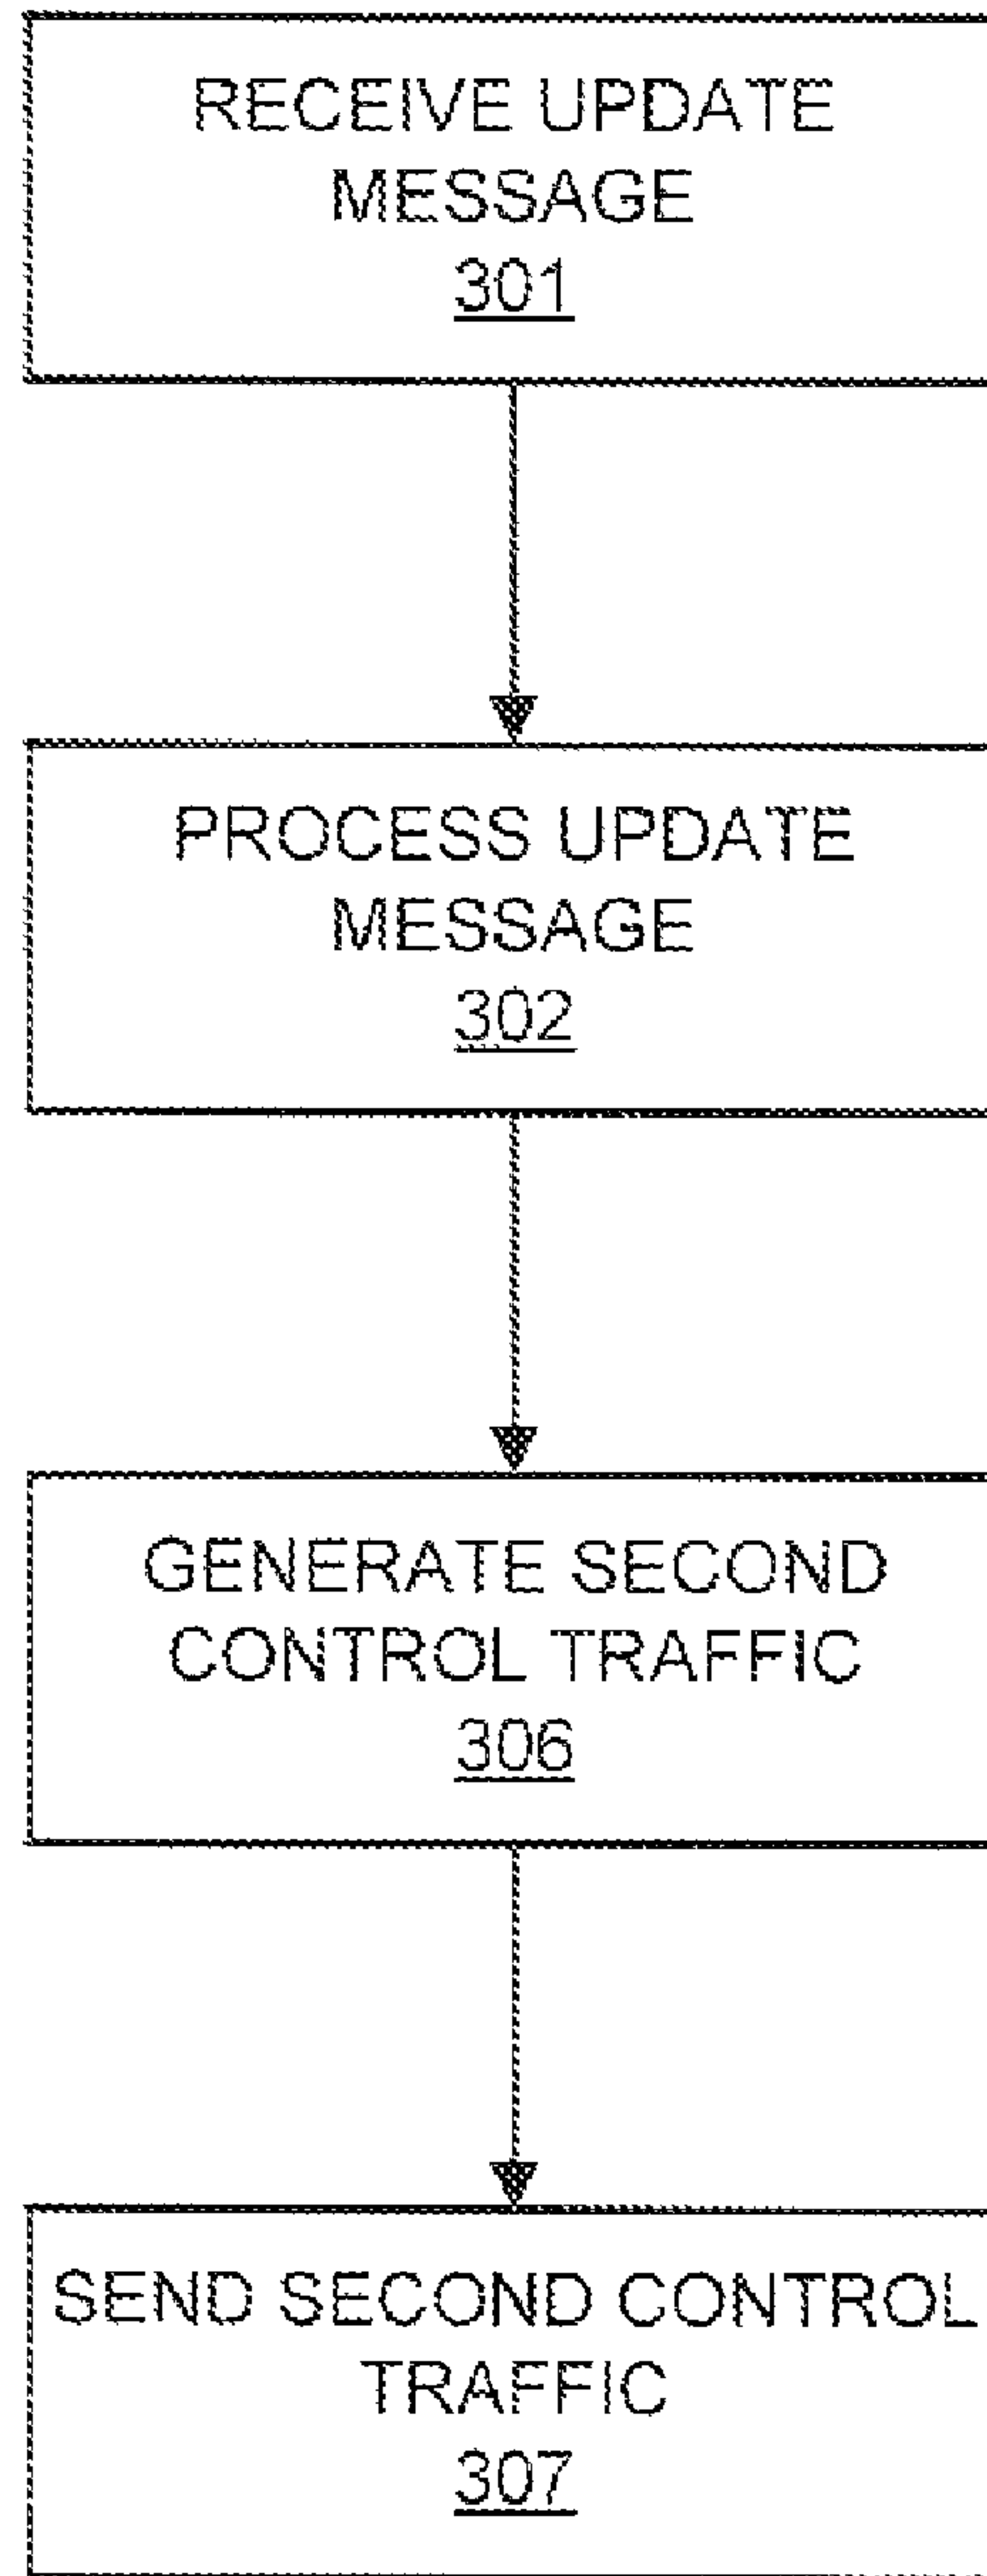 RECEIVE UPDATE
MESSAGE
301
PROCESS UPDATE
MESSAGE
302
GENERATE SECOND
CONTROL TRAFFIC
306
SEND SECOND CONTROL
TRAFFIC
307